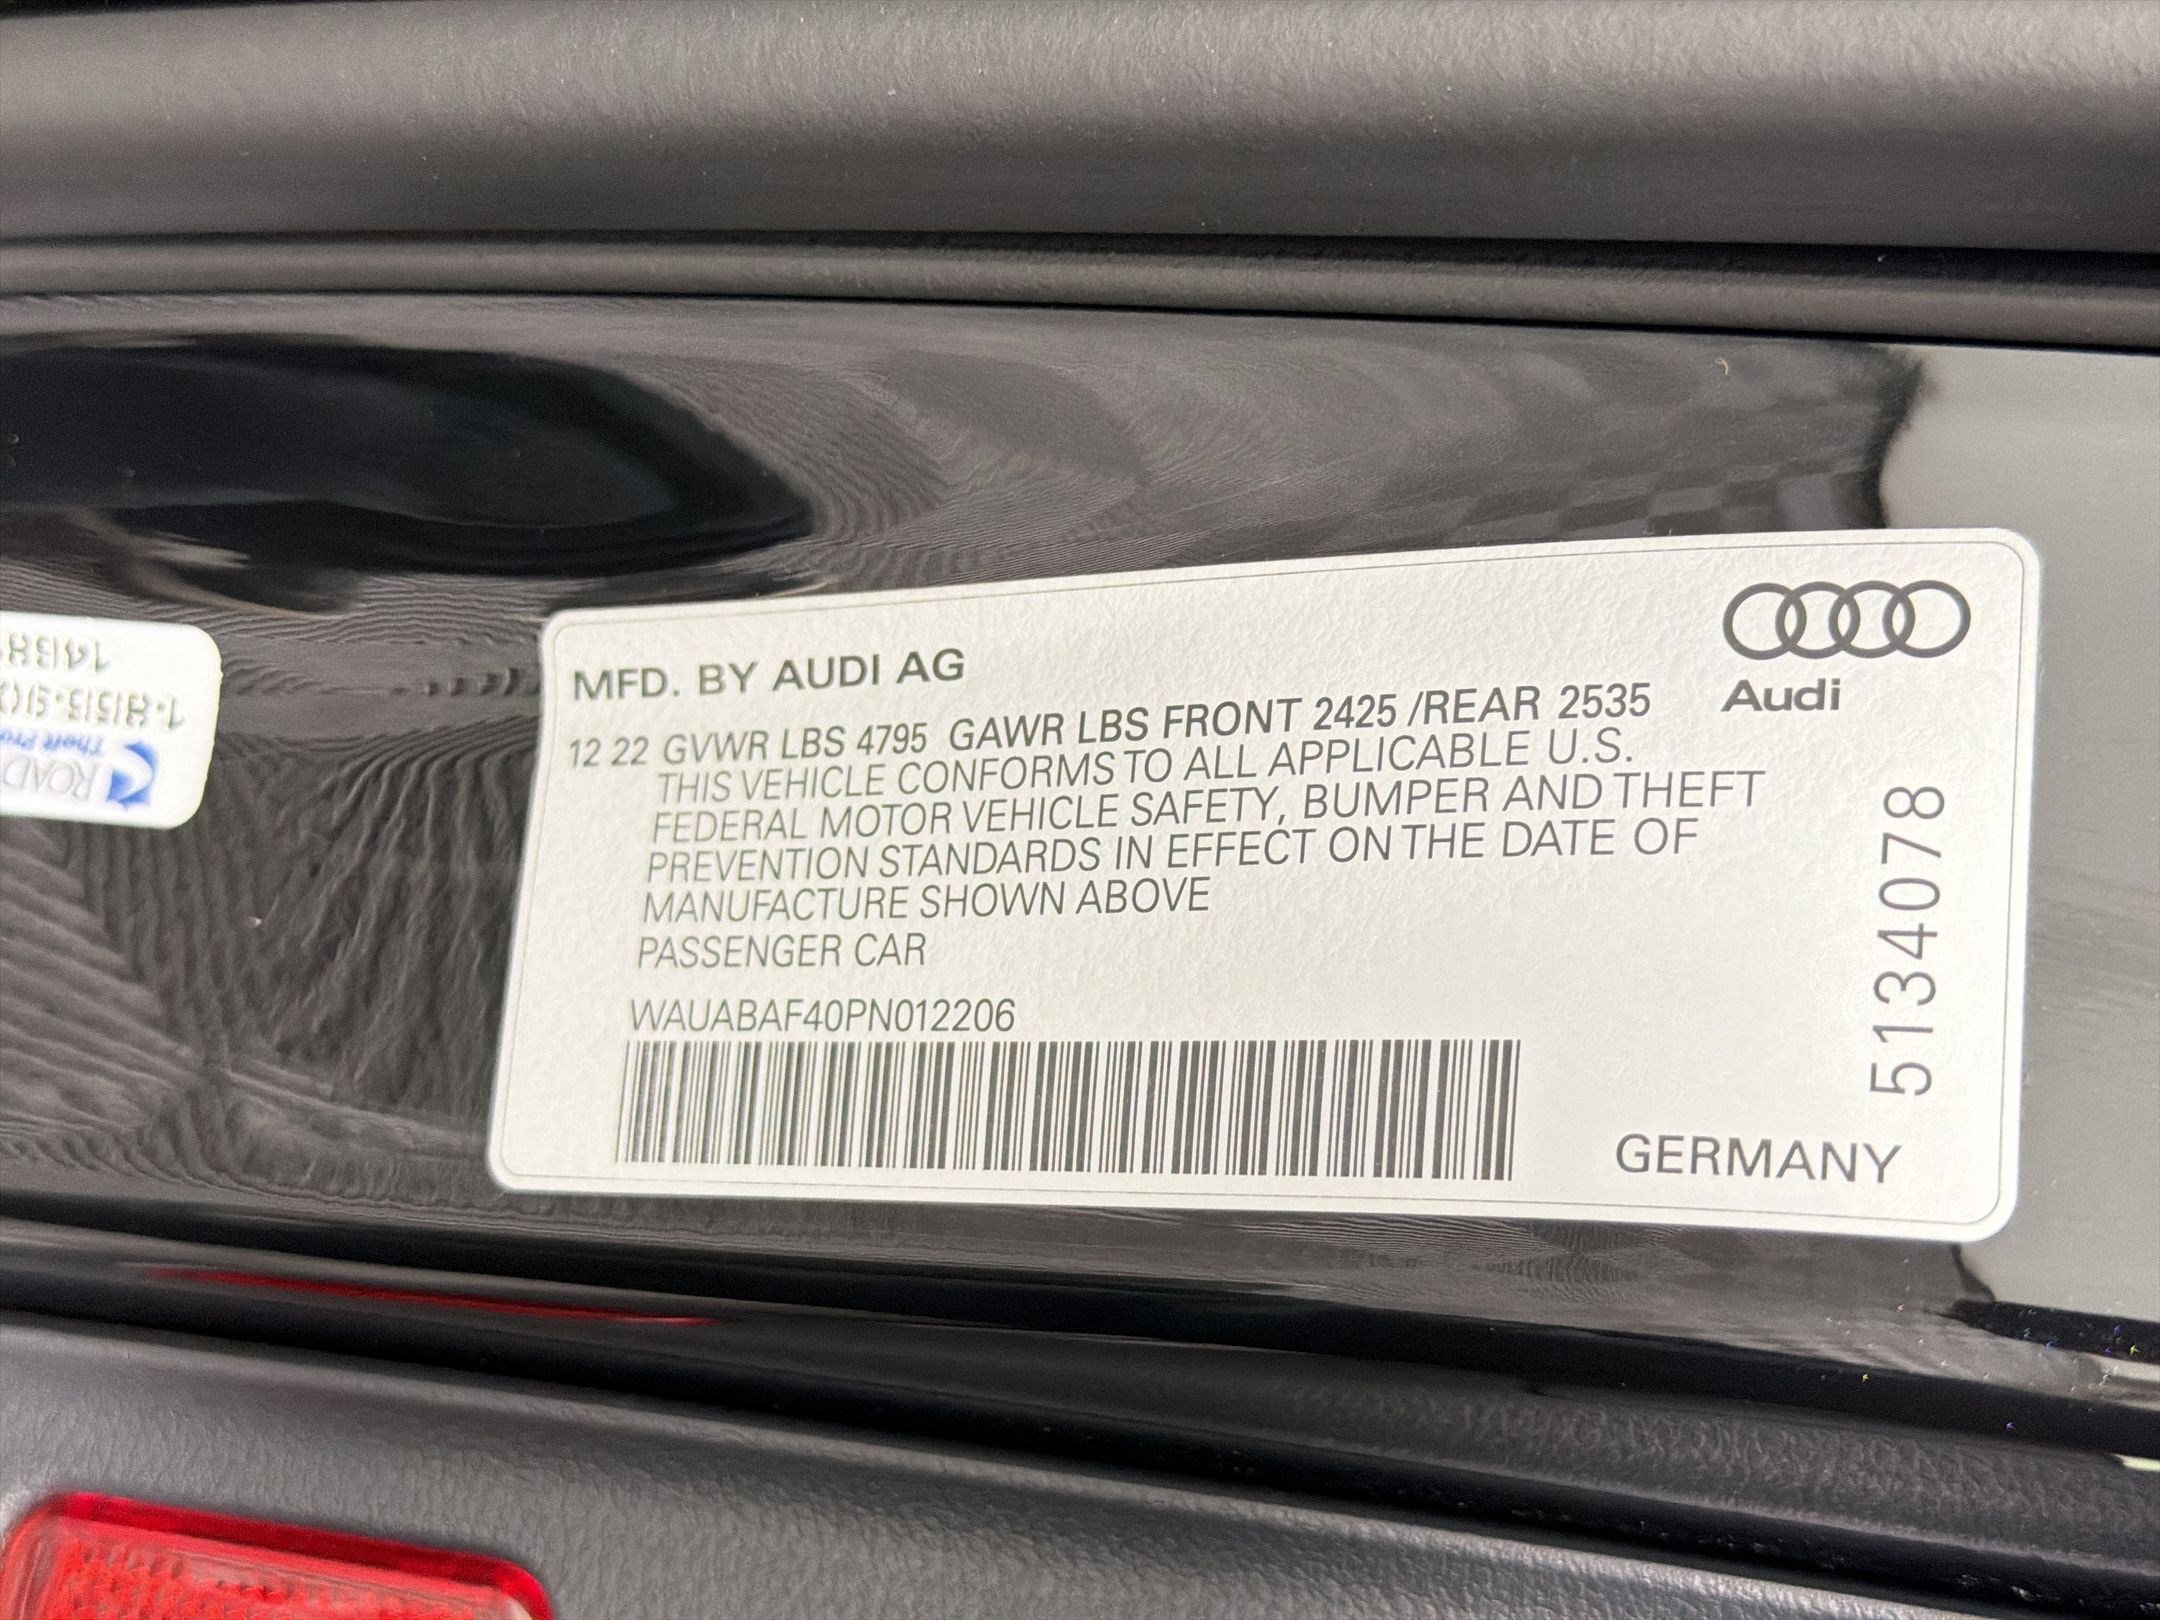 MFD. BY AUDI AG
Audi
12 22 GVWR LBS 4795 GAWR LBS FRONT 2425 /REAR 2535
THIS VEHICLE CONFORMS TO ALL APPLICABLE U.S.
FEDERAL MOTOR VEHICLE SAFETY, BUMPER AND THEFT
PREVENTION STANDARDS IN EFFECT ON THE DATE OF
MANUFACTURE SHOWN ABOVE
PASSENGER CAR
WAUABAF40PN012206
GERMANY
5134078
ROAD
Theft